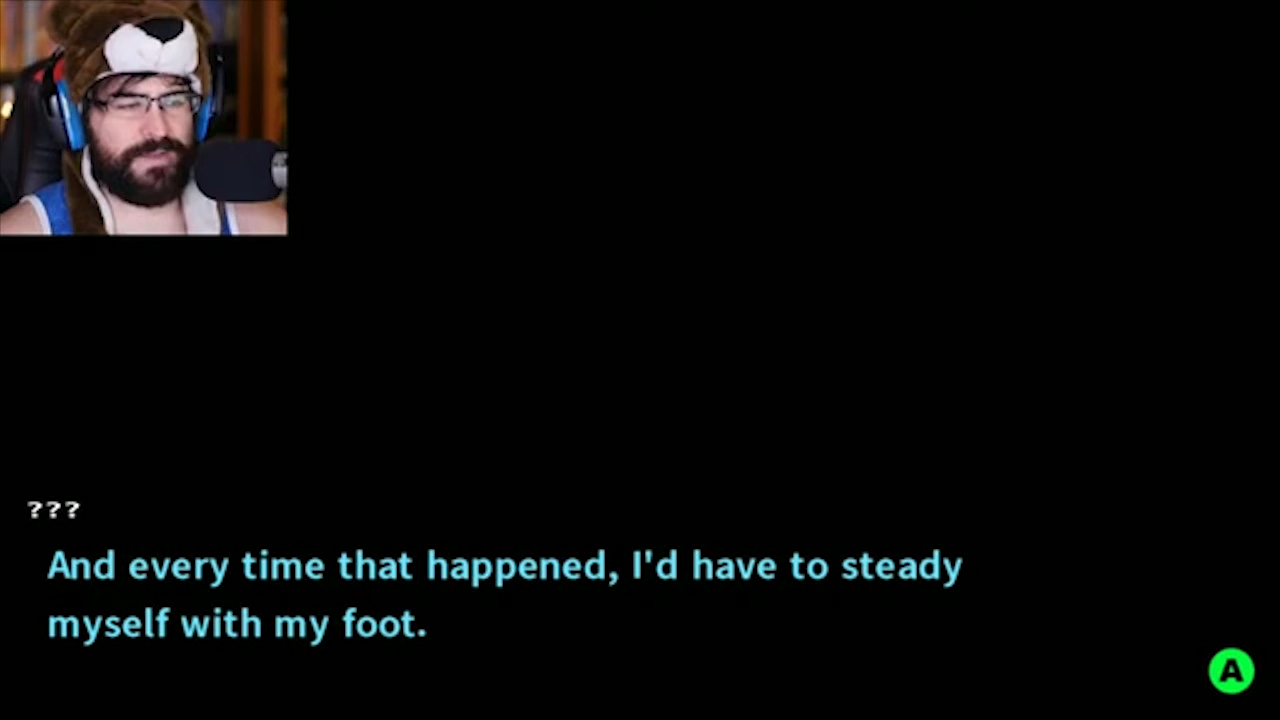 ???
And every time that happened, I'd have to steady
myself with my foot.
A